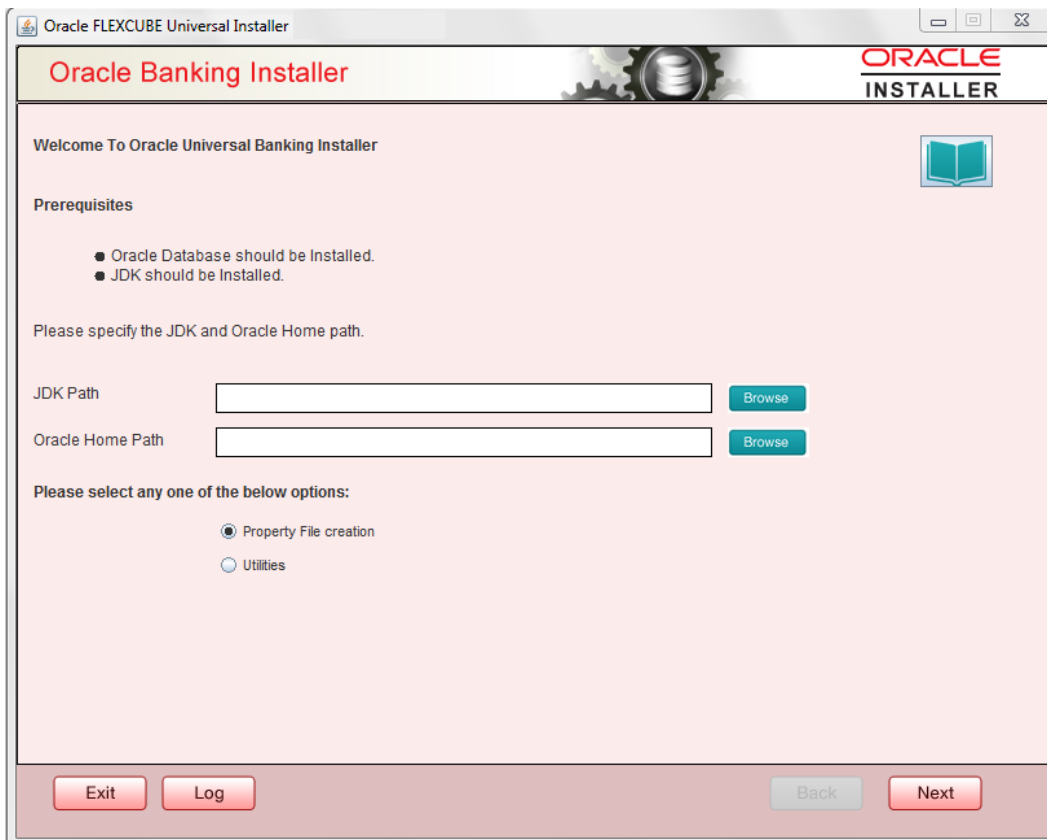 Oracle FLEXCUBE Universal Installer
Oracle Banking Installer
ORACLE
INSTALLER
Welcome To Oracle Universal Banking Installer
Prerequisites
Oracle Database should be Installed.
JDK should be Installed.
Please specify the JDK and Oracle Home path.
JDK Path
Browse
Oracle Home Path
Browse
Please select any one of the below options:
Property File creation
Utilities
Exit
Log
Back
Next